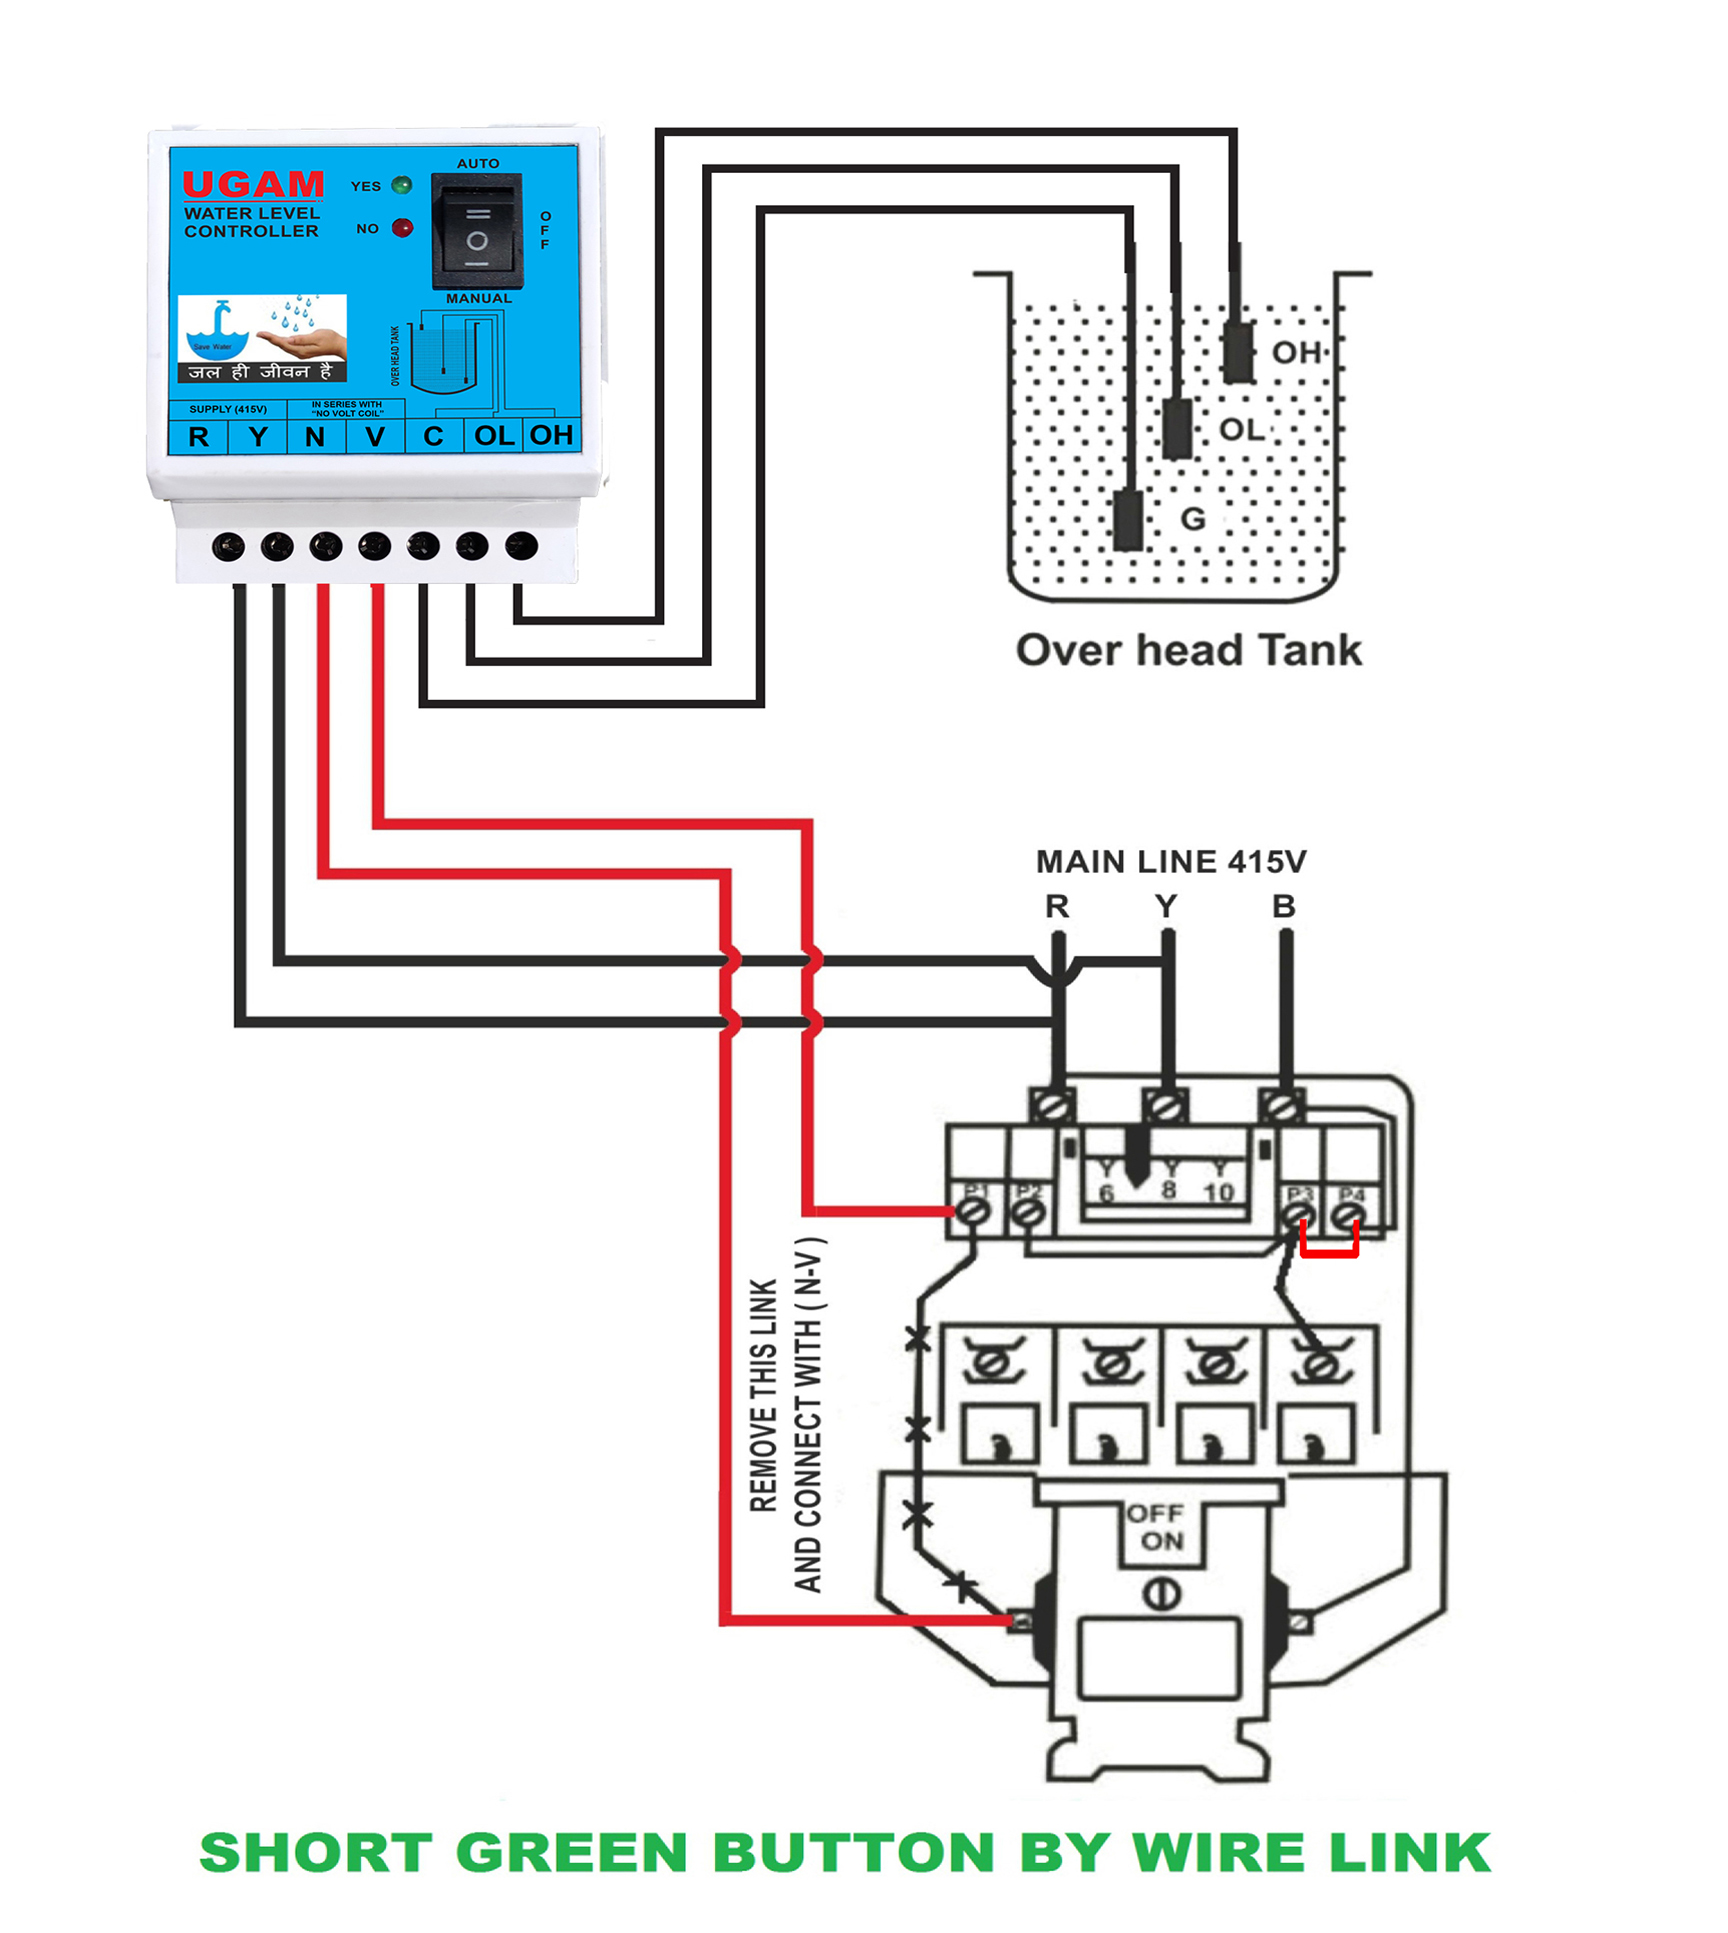 UGAM
WATER LEVEL
CONTROLLER
YES
NO
AUTO
OFF
MANUAL
Save Water
जल ही जीवन है
OVER HEAD TANK
SUPPLY (415V)
IN SERIES WITH
"NO VOLT COIL"
R Y N V C OL OH
OH
OL
G
Over head Tank
MAIN LINE 415V
R Y B
P1 P2 6 8 10 P3 P4
REMOVE THIS LINK
AND CONNECT WITH ( N-V )
OFF
ON
SHORT GREEN BUTTON BY WIRE LINK